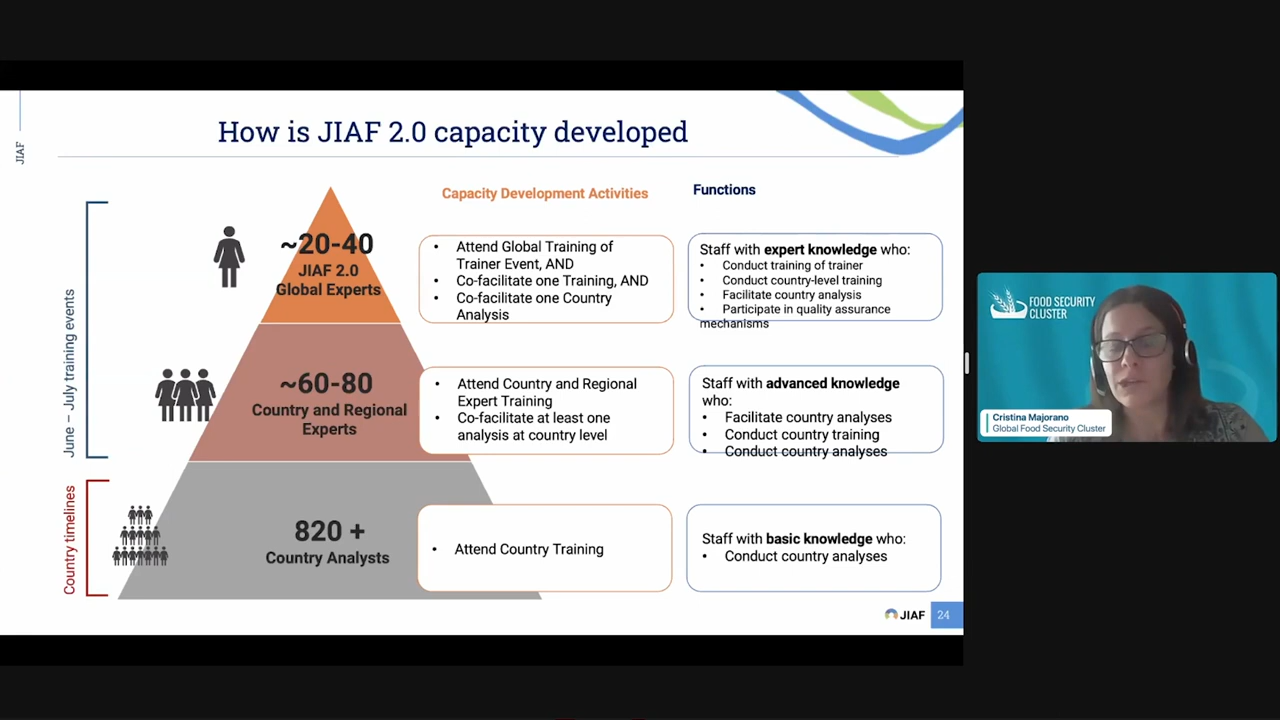 JIAF
How is JIAF 2.0 capacity developed
Capacity Development Activities
Functions
June – July training events
~20-40
JIAF 2.0
Global Experts
• Attend Global Training of
Trainer Event, AND
• Co-facilitate one Training, AND
• Co-facilitate one Country
Analysis
Staff with expert knowledge who:
• Conduct training of trainer
• Conduct country-level training
• Facilitate country analysis
• Participate in quality assurance
mechanisms
~60-80
Country and Regional
Experts
• Attend Country and Regional
Expert Training
• Co-facilitate at least one
analysis at country level
Staff with advanced knowledge
who:
• Facilitate country analyses
• Conduct country training
• Conduct country analyses
Country timelines
820 +
Country Analysts
• Attend Country Training
Staff with basic knowledge who:
• Conduct country analyses
JIAF
24
FOOD SECURITY
CLUSTER
Cristina Majorano
Global Food Security Cluster